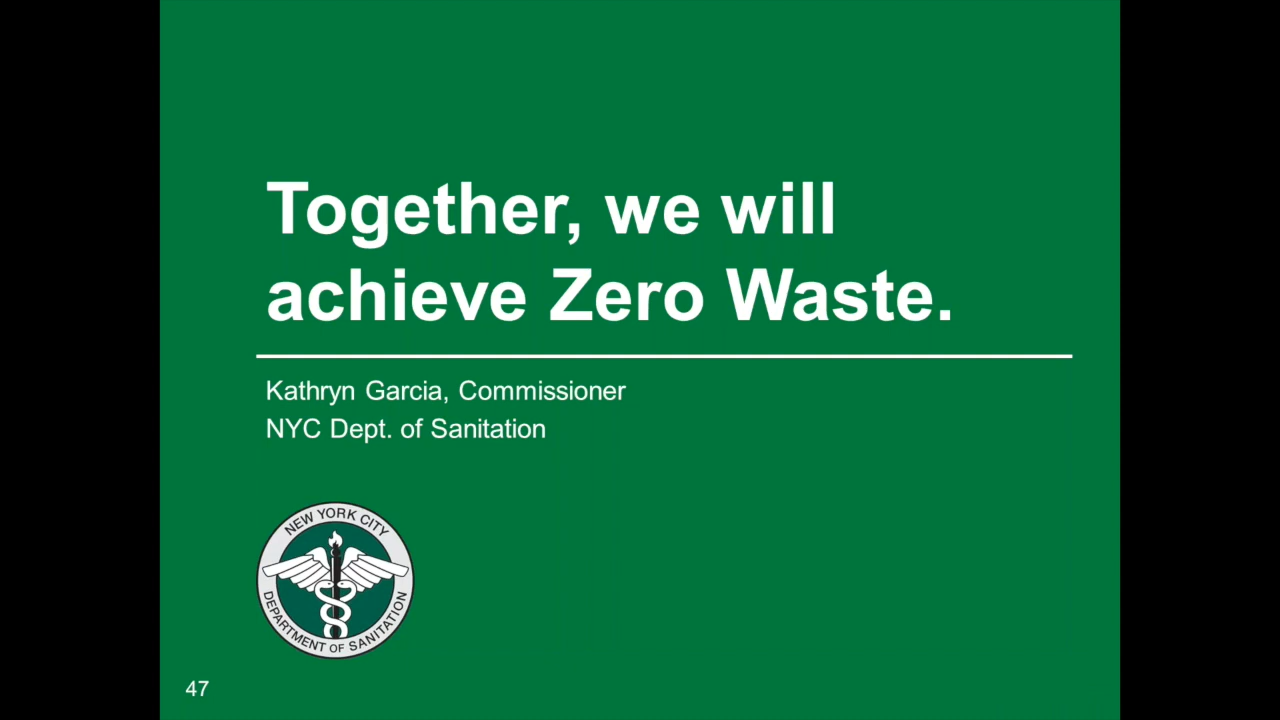 Together, we will
achieve Zero Waste.
Kathryn Garcia, Commissioner
NYC Dept. of Sanitation
NEW YORK CITY
DEPARTMENT OF SANITATION
47